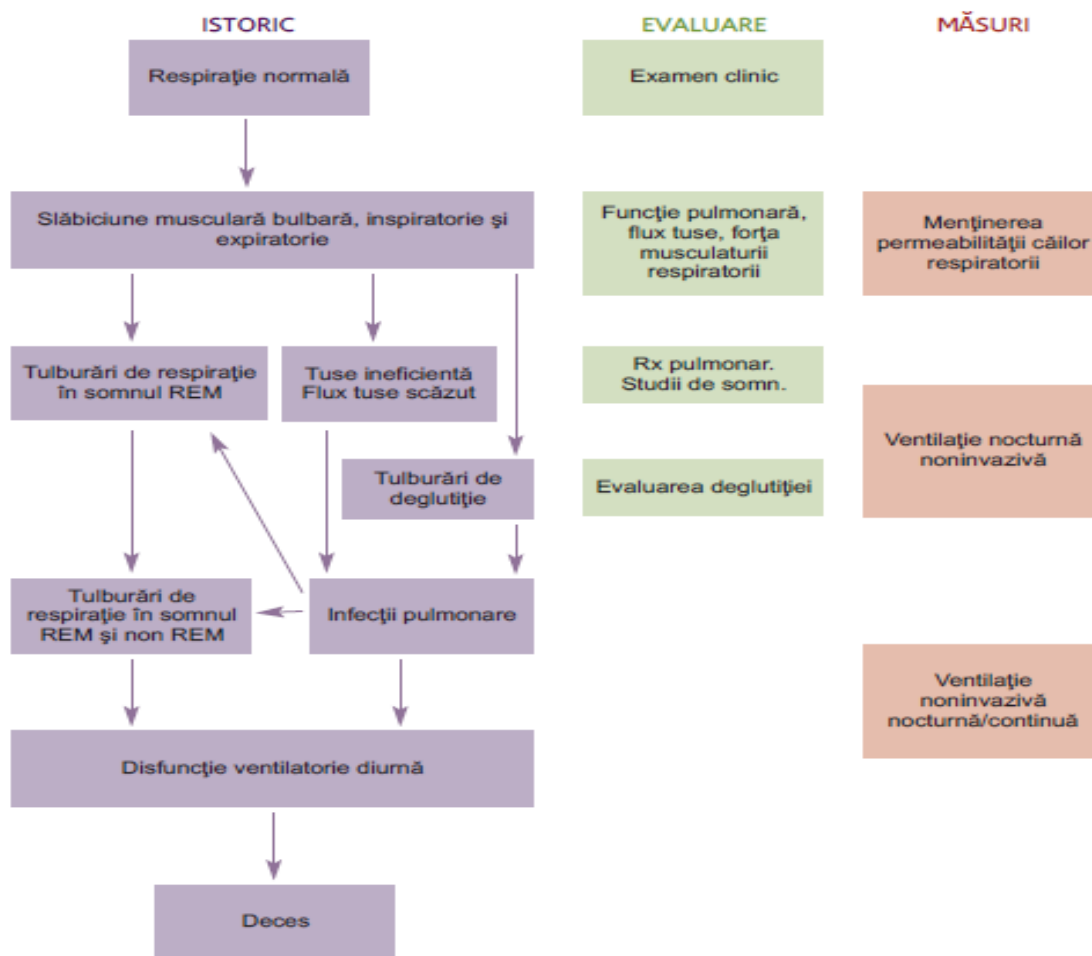 ISTORIC
EVALUARE
MĂSURI
Respiraţie normală
Examen clinic
Slăbiciune musculară bulbară, inspiratorie şi
expiratorie
Funcţie pulmonară,
flux tuse, forţa
musculaturii
respiratorii
Menţinerea
permeabilităţii căilor
respiratorii
Tulburări de respiraţie
în somnul REM
Tuse ineficientă
Flux tuse scăzut
Rx pulmonar.
Studii de somn.
Ventilaţie nocturnă
noninvazivă
Tulburări de
deglutiţie
Evaluarea deglutiţiei
Tulburări de
respiraţie în somnul
REM şi non REM
Infecţii pulmonare
Ventilaţie
noninvazivă
nocturnă/continuă
Disfuncţie ventilatorie diurnă
Deces